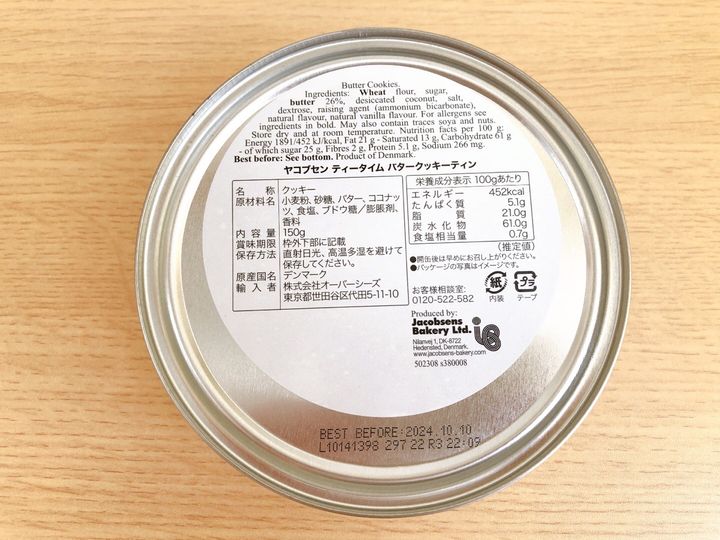 Butter Cookies.
Ingredients: Wheat flour, sugar,
butter 26%, desiccated coconut, salt,
dextrose, raising agent (ammonium bicarbonate),
natural flavour, natural vanilla flavour. For allergens see
ingredients in bold. May also contain traces soya and nuts.
Store dry and at room temperature. Nutrition facts per 100 g:
Energy 1891/452 kJ/kcal, Fat 21 g - Saturated 13 g, Carbohydrate 61 g
- of which sugar 25 g, Fibres 2 g, Protein 5.1 g, Sodium 266 mg.
Best before: See bottom. Product of Denmark.
ヤコブセン ティータイム バタークッキーティン
名 称 クッキー
原材料名 小麦粉、砂糖、バター、ココナッ
ツ、食塩、ブドウ糖／膨脹剤、
香料
内 容 量 150g
賞味期限 枠外下部に記載
保存方法 直射日光、高温多湿を避けて
保存してください。
原産国名 デンマーク
輸 入 者 株式会社オーバーシーズ
東京都世田谷区代田5-11-10
栄養成分表示 100gあたり
エネルギー 452kcal
たんぱく質 5.1g
脂 質 21.0g
炭水化物 61.0g
食塩相当量 0.7g
(推定値)
●開缶後は早めにお召し上がりください。
●パッケージの写真はイメージです。
お客様相談室:
0120-522-582
紙
内装
プラ
テープ
Produced by:
Jacobsens
Bakery Ltd.
Nilanvej 1, DK-8722
Hedensted, Denmark.
www.jacobsens-bakery.com
502308 s380008
BEST BEFORE:2024.10.10
L10141398 297 22 R3 22:09